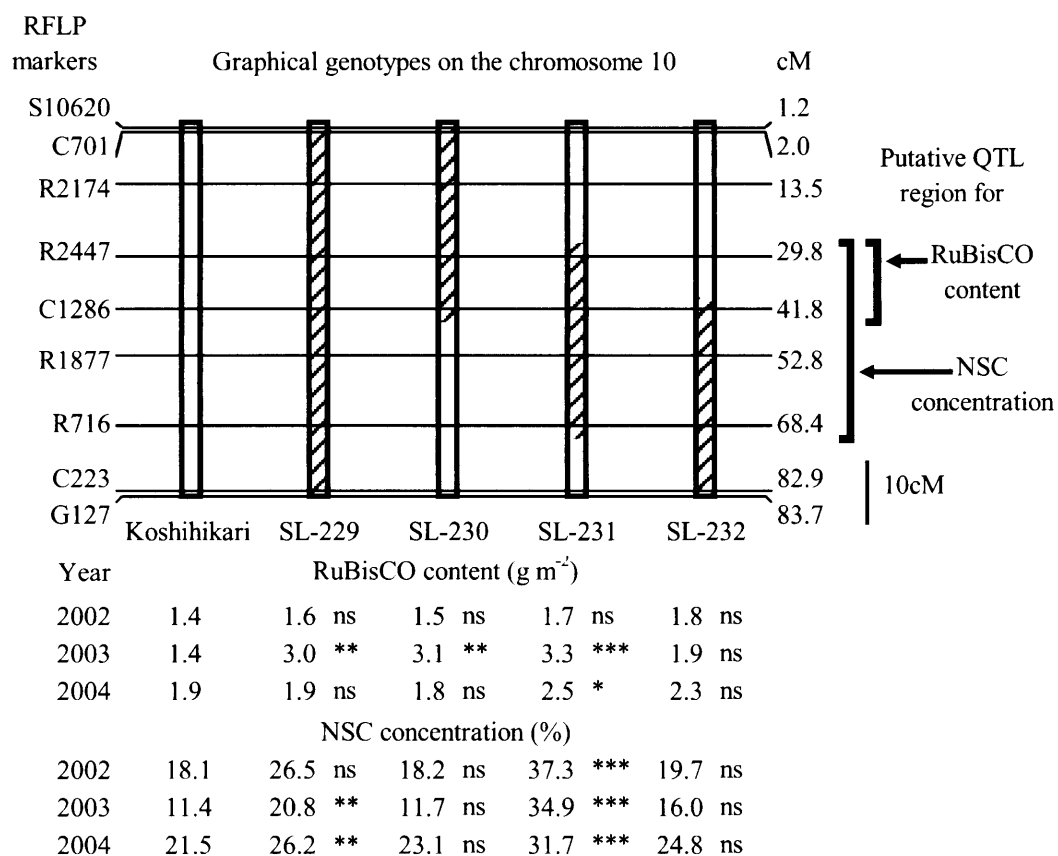 RFLP
markers Graphical genotypes on the chromosome 10 cM
S10620 1.2
C701 2.0
R2174 13.5
R2447 29.8
C1286 41.8
R1877 52.8
R716 68.4
C223 82.9
G127 83.7
Putative QTL
region for
RuBisCO
content
NSC
concentration
10cM
Koshihikari SL-229 SL-230 SL-231 SL-232
Year RuBisCO content (g m⁻²)
2002 1.4 1.6 ns 1.5 ns 1.7 ns 1.8 ns
2003 1.4 3.0 ** 3.1 ** 3.3 *** 1.9 ns
2004 1.9 1.9 ns 1.8 ns 2.5 * 2.3 ns
NSC concentration (%)
2002 18.1 26.5 ns 18.2 ns 37.3 *** 19.7 ns
2003 11.4 20.8 ** 11.7 ns 34.9 *** 16.0 ns
2004 21.5 26.2 ** 23.1 ns 31.7 *** 24.8 ns